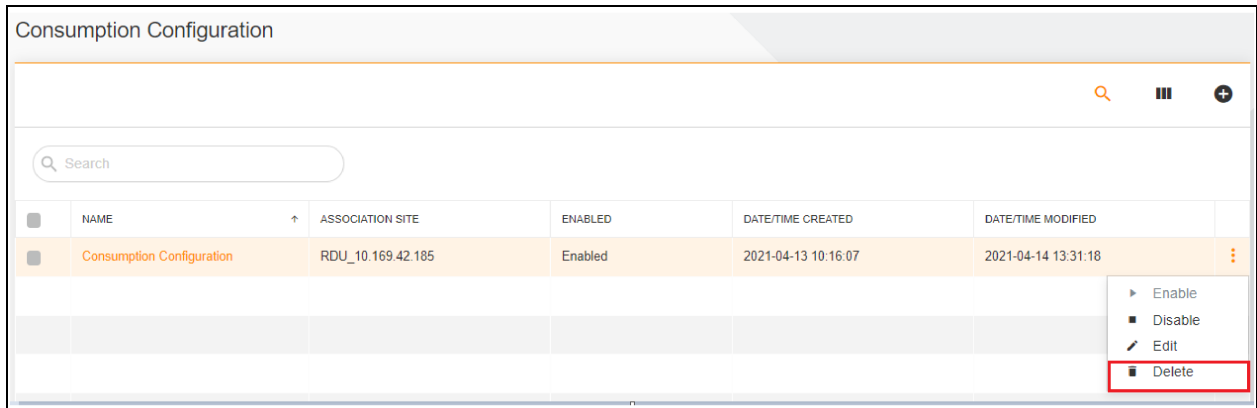 Consumption Configuration
Search
NAME ↑ ASSOCIATION SITE ENABLED DATE/TIME CREATED DATE/TIME MODIFIED
Consumption Configuration RDU_10.169.42.185 Enabled 2021-04-13 10:16:07 2021-04-14 13:31:18
Enable
Disable
Edit
Delete